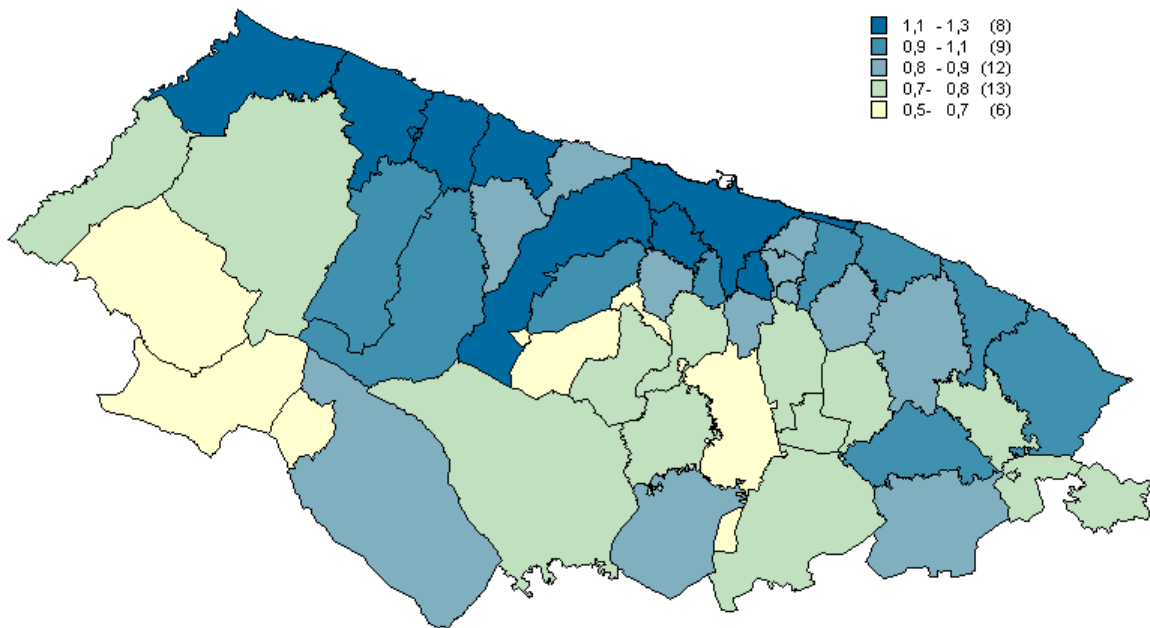 1,1 - 1,3 (8)
0,9 - 1,1 (9)
0,8 - 0,9 (12)
0,7- 0,8 (13)
0,5- 0,7 (6)